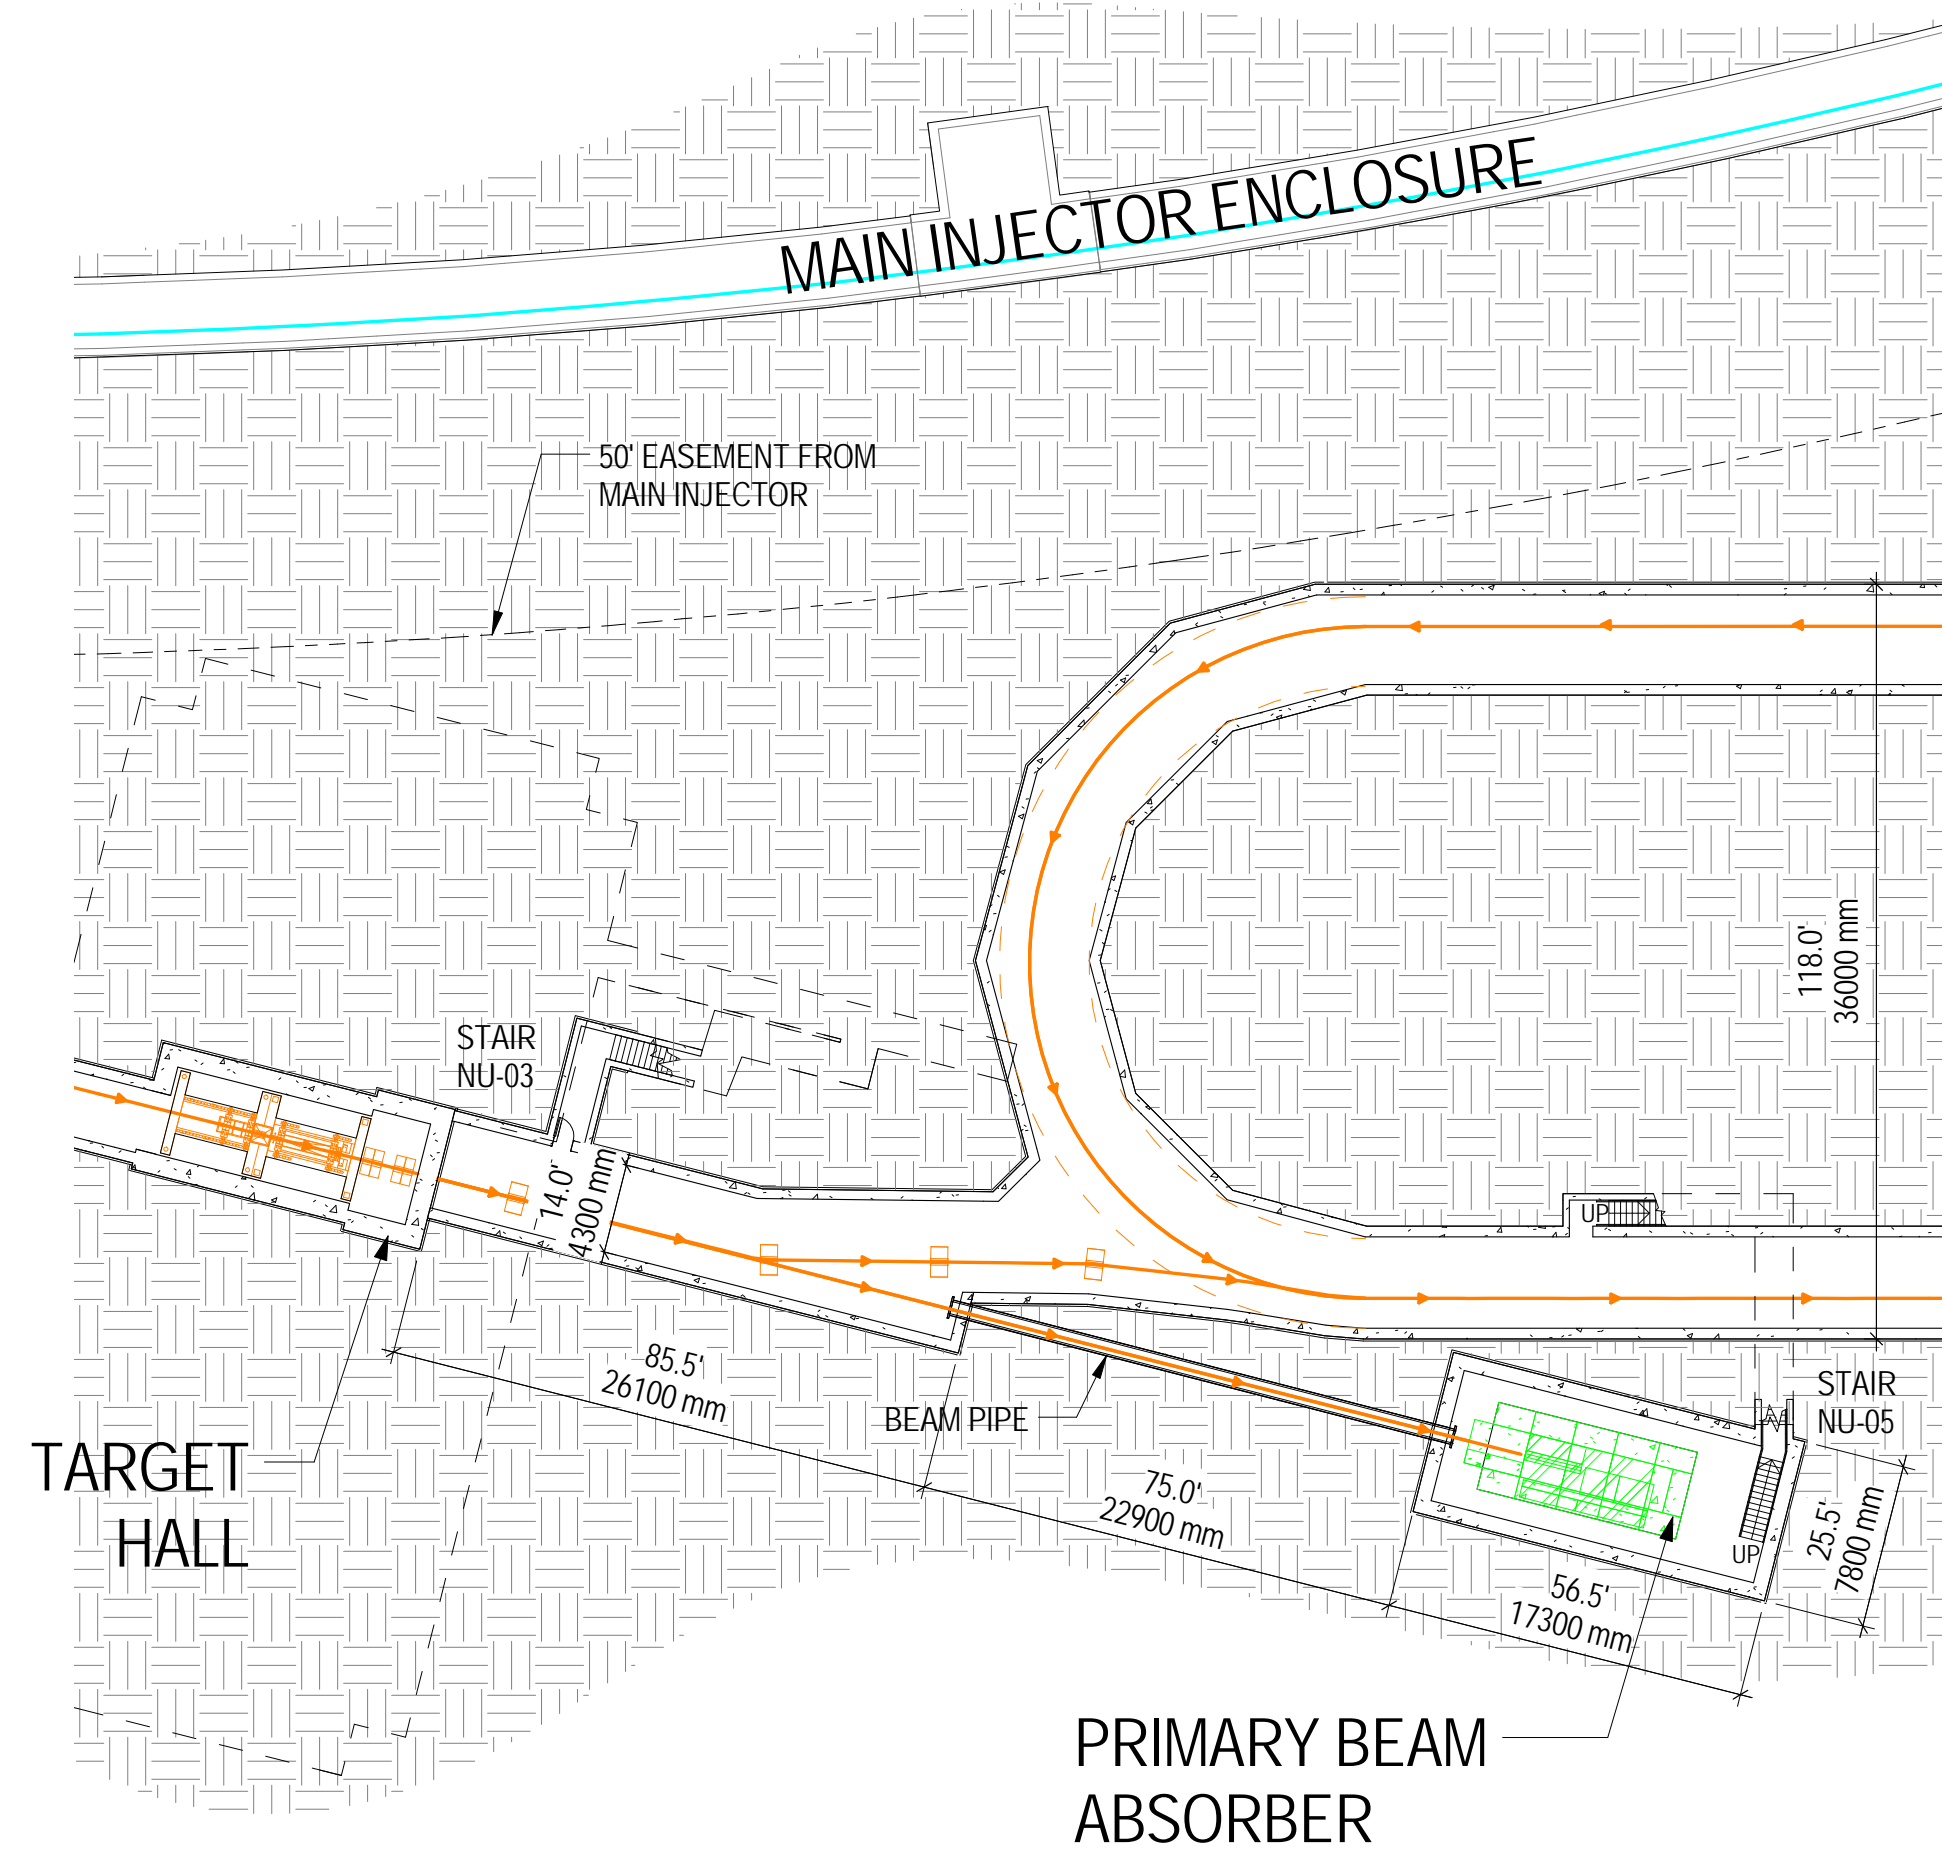 MAIN INJECTOR ENCLOSURE
50' EASEMENT FROM
MAIN INJECTOR
118.0'
36000 mm
STAIR
NU-03
14.0'
4300 mm
UP
85.5'
26100 mm
BEAM PIPE
STAIR
NU-05
TARGET
HALL
75.0'
22900 mm
25.5'
7800 mm
UP
56.5'
17300 mm
PRIMARY BEAM
ABSORBER